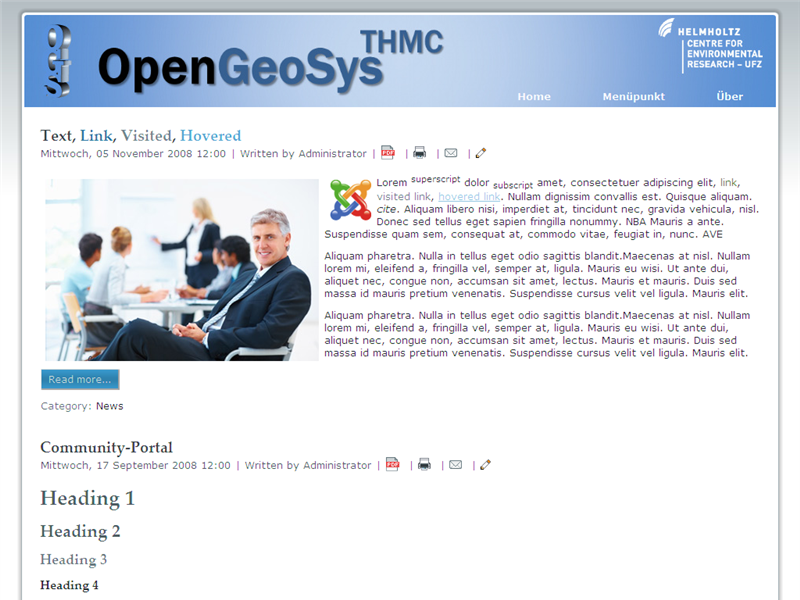 OGS
OpenGeoSys THMC
HELMHOLTZ
CENTRE FOR
ENVIRONMENTAL
RESEARCH – UFZ
Home Menüpunkt Über
Text, Link, Visited, Hovered
Mittwoch, 05 November 2008 12:00 | Written by Administrator | PDF | | |
Lorem superscript dolor subscript amet, consectetuer adipiscing elit, link,
visited link, hovered link. Nullam dignissim convallis est. Quisque aliquam.
cite. Aliquam libero nisi, imperdiet at, tincidunt nec, gravida vehicula, nisl.
Donec sed tellus eget sapien fringilla nonummy. NBA Mauris a ante.
Suspendisse quam sem, consequat at, commodo vitae, feugiat in, nunc. AVE
Aliquam pharetra. Nulla in tellus eget odio sagittis blandit.Maecenas at nisl. Nullam
lorem mi, eleifend a, fringilla vel, semper at, ligula. Mauris eu wisi. Ut ante dui,
aliquet nec, congue non, accumsan sit amet, lectus. Mauris et mauris. Duis sed
massa id mauris pretium venenatis. Suspendisse cursus velit vel ligula. Mauris elit.
Aliquam pharetra. Nulla in tellus eget odio sagittis blandit.Maecenas at nisl. Nullam
lorem mi, eleifend a, fringilla vel, semper at, ligula. Mauris eu wisi. Ut ante dui,
aliquet nec, congue non, accumsan sit amet, lectus. Mauris et mauris. Duis sed
massa id mauris pretium venenatis. Suspendisse cursus velit vel ligula. Mauris elit.
Read more...
Category: News
Community-Portal
Mittwoch, 17 September 2008 12:00 | Written by Administrator | PDF | | |
Heading 1
Heading 2
Heading 3
Heading 4